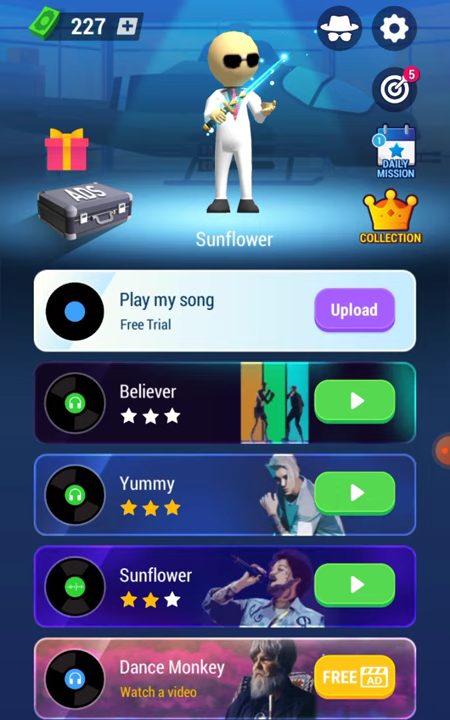 227
5
ADS
1
DAILY
MISSION
COLLECTION
Sunflower
Play my song
Free Trial
Upload
Believer
Yummy
Sunflower
Dance Monkey
Watch a video
FREE
AD